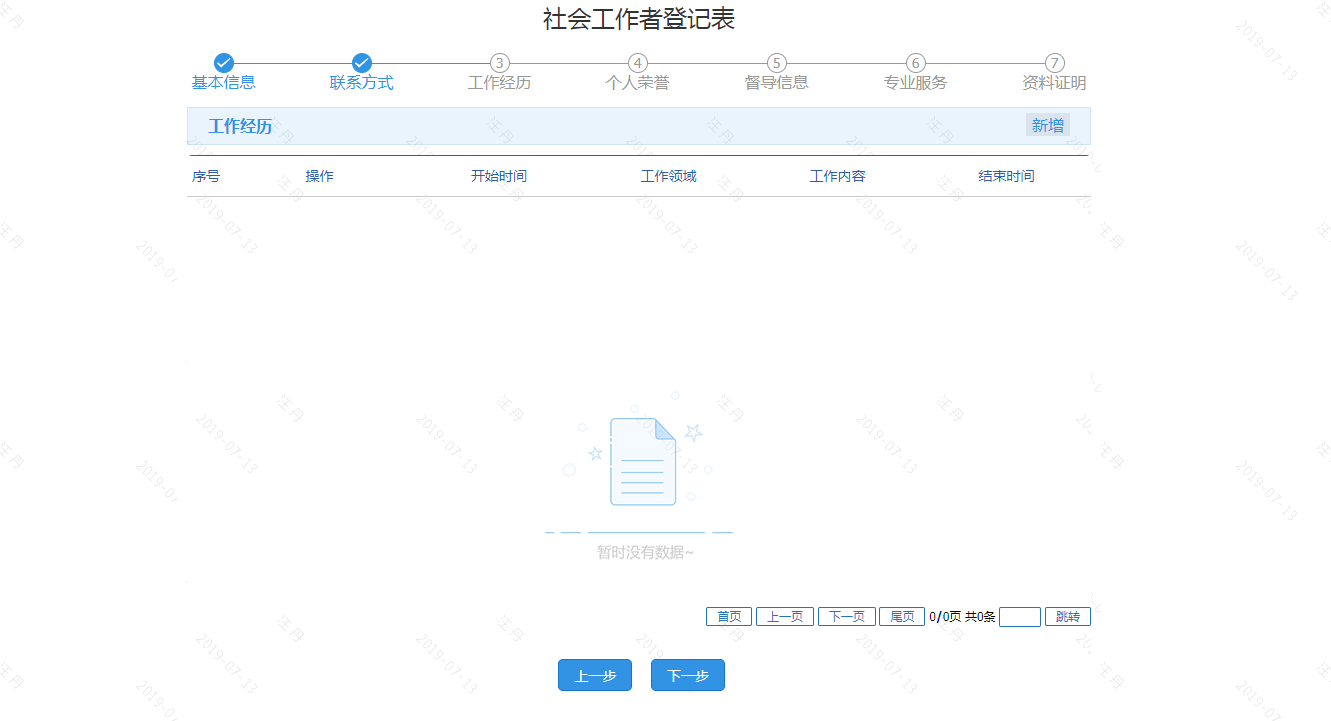 社会工作者登记表
3 4 5 6 7
基本信息 联系方式 工作经历 个人荣誉 督导信息 专业服务 资料证明
工作经历 新增
序号 操作 开始时间 工作领域 工作内容 结束时间
暂时没有数据~
首页 上一页 下一页 尾页 0/0页 共0条 跳转
上一步 下一步
汪丹
2019-07-13